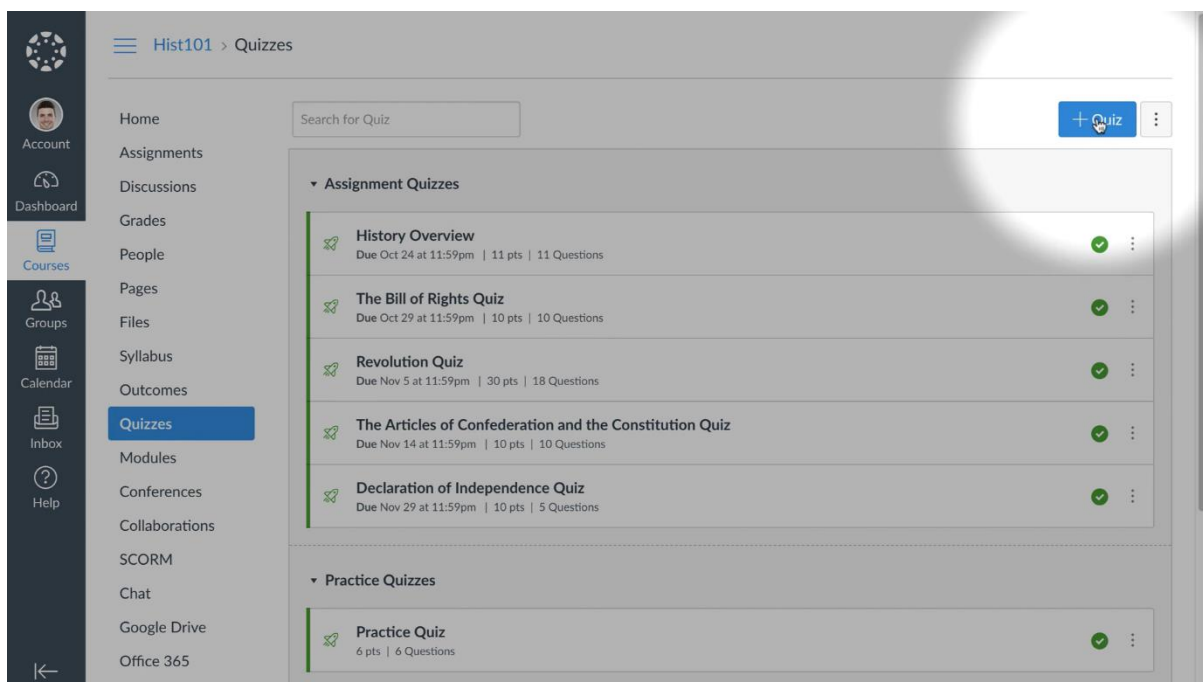 Hist101 > Quizzes
Account
Dashboard
Courses
Groups
Calendar
Inbox
Help
Home
Assignments
Discussions
Grades
People
Pages
Files
Syllabus
Outcomes
Quizzes
Modules
Conferences
Collaborations
SCORM
Chat
Google Drive
Office 365
Search for Quiz
+ Quiz
Assignment Quizzes
History Overview
Due Oct 24 at 11:59pm | 11 pts | 11 Questions
The Bill of Rights Quiz
Due Oct 29 at 11:59pm | 10 pts | 10 Questions
Revolution Quiz
Due Nov 5 at 11:59pm | 30 pts | 18 Questions
The Articles of Confederation and the Constitution Quiz
Due Nov 14 at 11:59pm | 10 pts | 10 Questions
Declaration of Independence Quiz
Due Nov 29 at 11:59pm | 10 pts | 5 Questions
Practice Quizzes
Practice Quiz
6 pts | 6 Questions